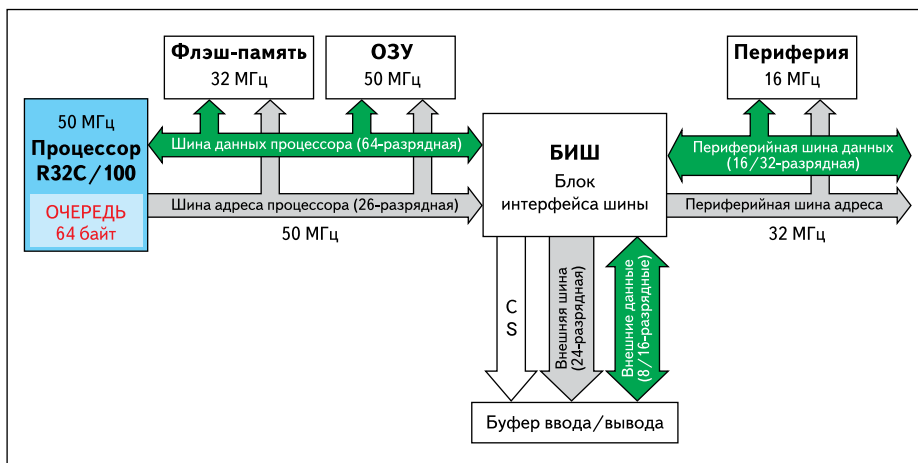 Флэш-память
32 МГц
ОЗУ
50 МГц
Периферия
16 МГц
50 МГц
Процессор
R32C/100
ОЧЕРЕДЬ
64 байт
Шина данных процессора (64-разрядная)
Шина адреса процессора (26-разрядная)
50 МГц
БИШ
Блок
интерфейса шины
Периферийная шина данных
(16/32-разрядная)
Периферийная шина адреса
32 МГц
CS
Внешняя шина
(24-разрядная)
Внешние данные
(8/16-разрядные)
Буфер ввода/вывода